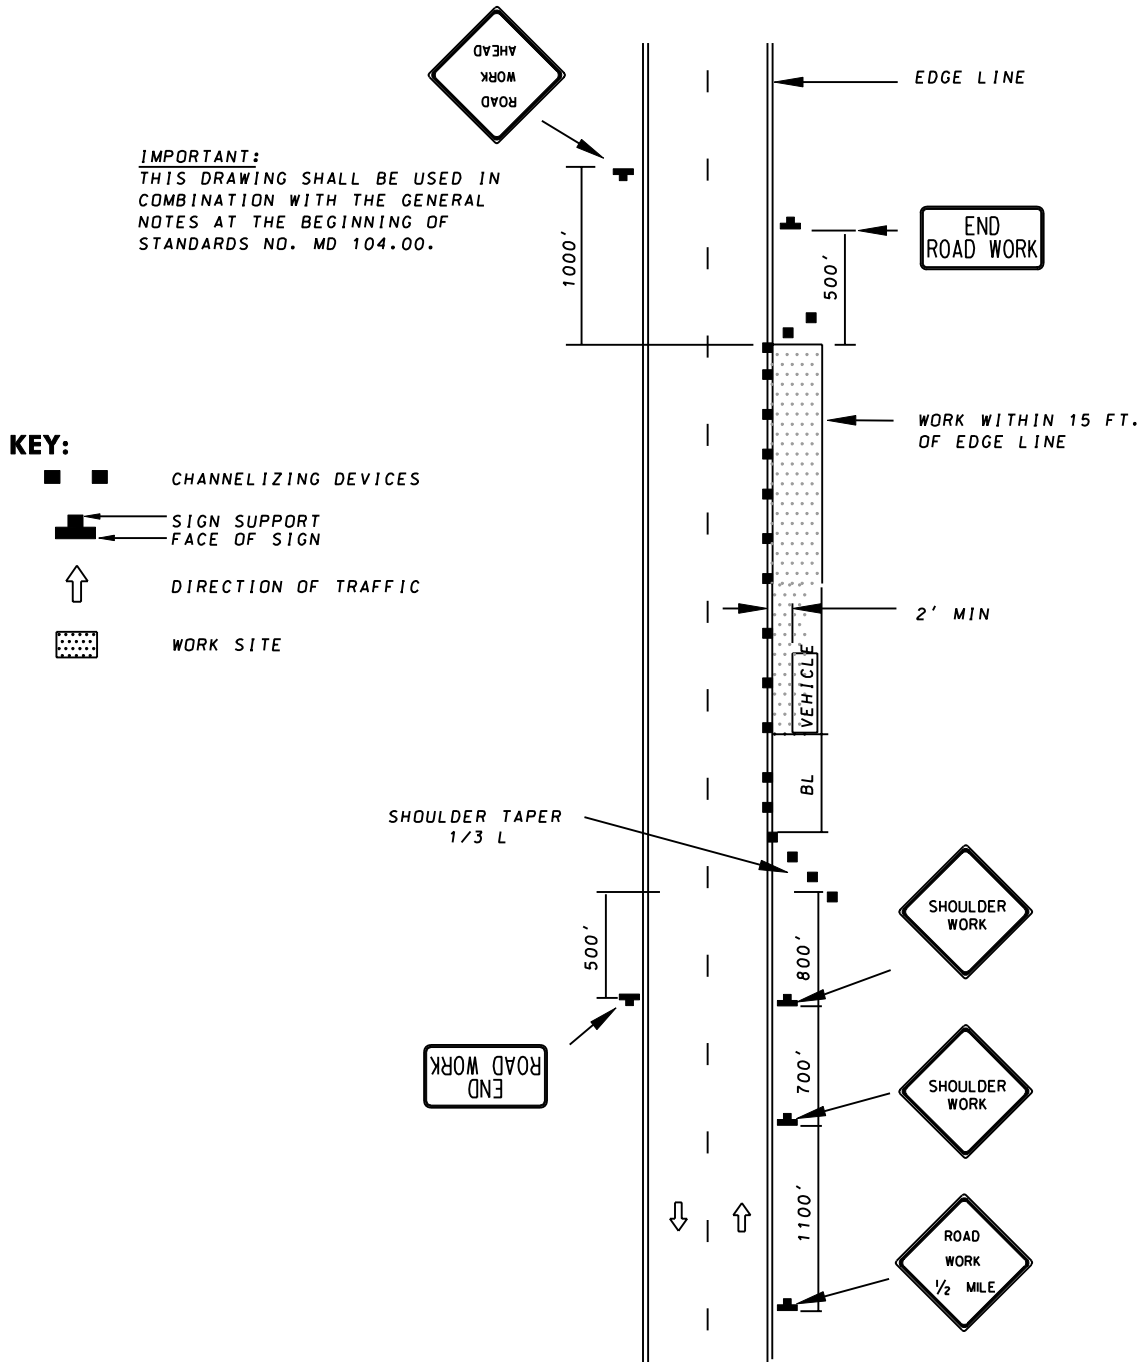 ROAD
WORK
AHEAD
EDGE LINE
IMPORTANT:
THIS DRAWING SHALL BE USED IN
COMBINATION WITH THE GENERAL
NOTES AT THE BEGINNING OF
STANDARDS NO. MD 104.00.
END
ROAD WORK
1000'
500'
WORK WITHIN 15 FT.
OF EDGE LINE
KEY:
CHANNELIZING DEVICES
SIGN SUPPORT
FACE OF SIGN
DIRECTION OF TRAFFIC
WORK SITE
2' MIN
VEHICLE
BL
SHOULDER TAPER
1/3 L
SHOULDER
WORK
500'
800'
END
ROAD WORK
700'
SHOULDER
WORK
1100'
ROAD
WORK
1/2 MILE